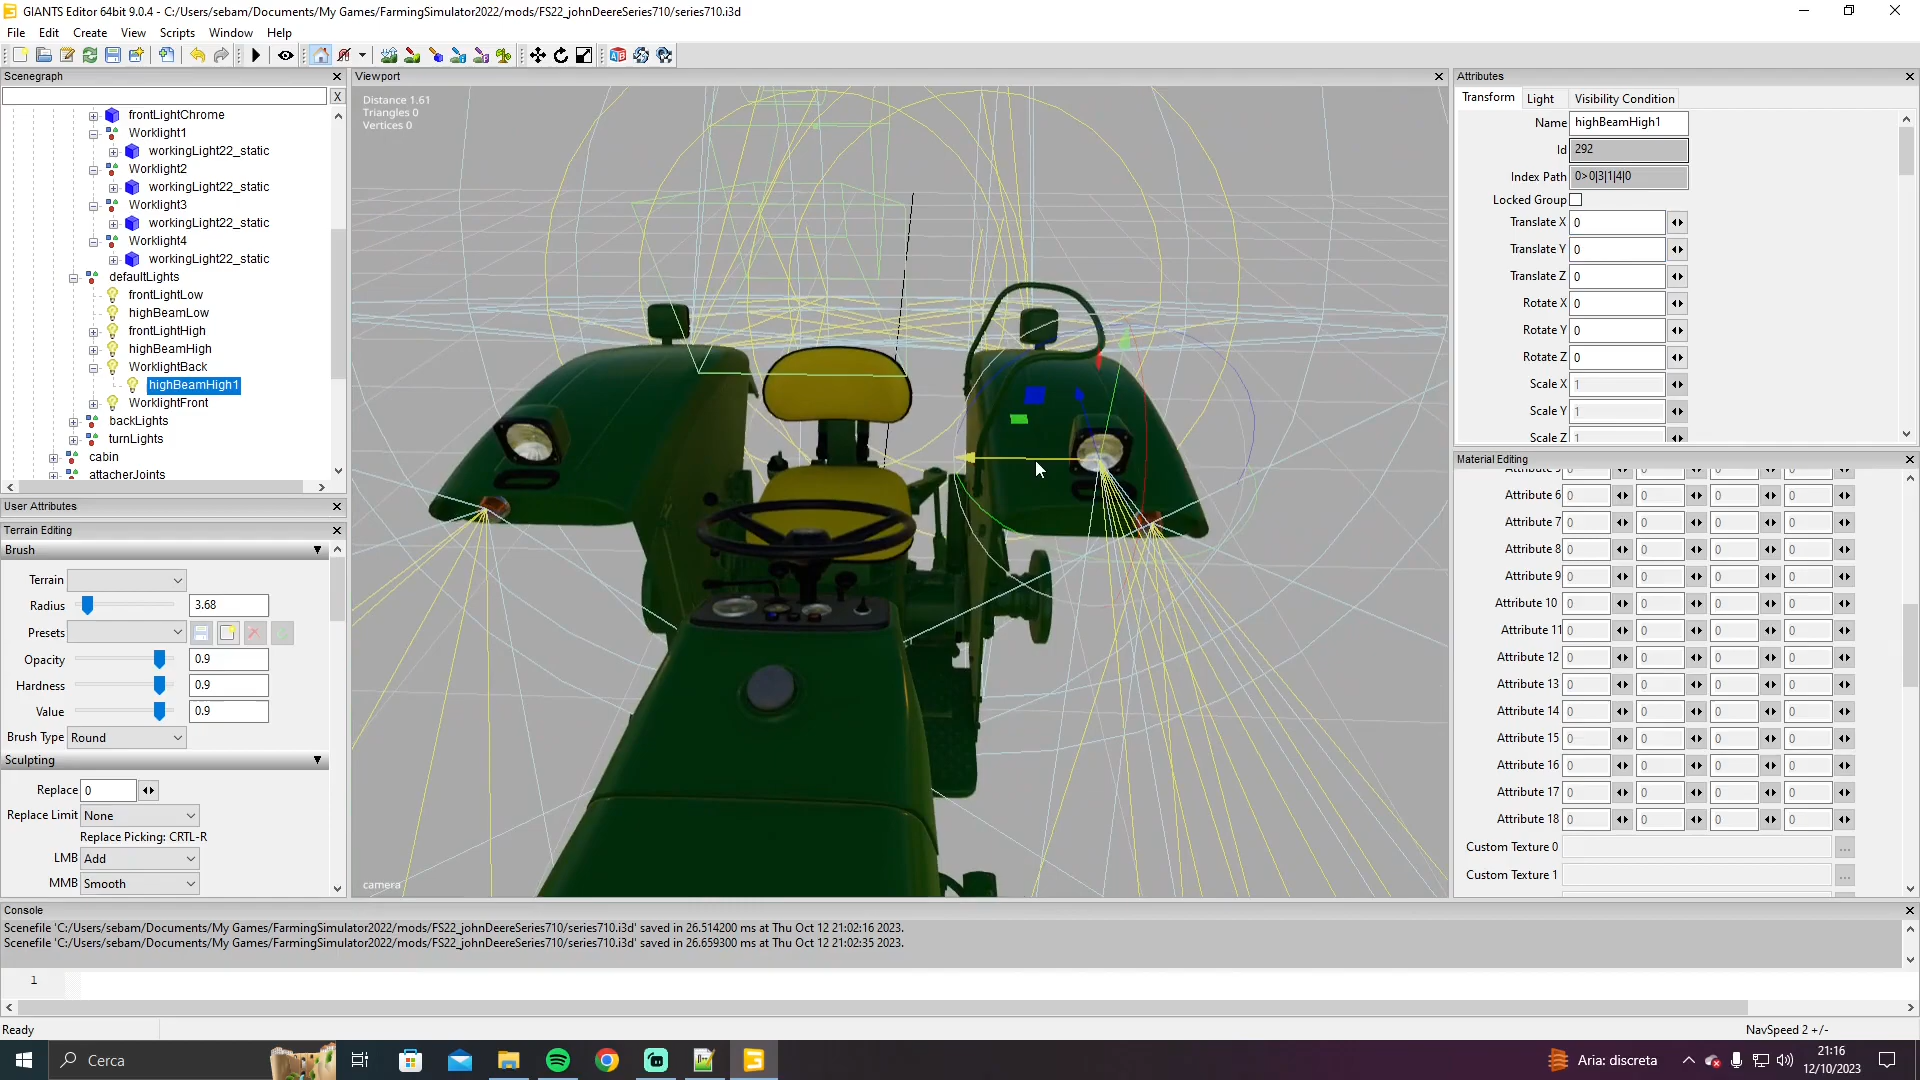 GIANTS Editor 64bit 9.0.4 - C:/Users/sebam/Documents/My Games/FarmingSimulator2022/mods/FS22_johnDeereSeries710/series710.i3d
File Edit Create View Scripts Window Help
Scenegraph
X
frontLightChrome
Worklight1
workingLight22_static
Worklight2
workingLight22_static
Worklight3
workingLight22_static
Worklight4
workingLight22_static
defaultLights
frontLightLow
highBeamLow
frontLightHigh
highBeamHigh
WorklightBack
highBeamHigh1
WorklightFront
backLights
turnLights
cabin
attacherJoints
User Attributes
Terrain Editing
Brush
Terrain
Radius 3.68
Presets
Opacity 0.9
Hardness 0.9
Value 0.9
Brush Type Round
Sculpting
Replace 0
Replace Limit None
Replace Picking: CRTL-R
LMB Add
MMB Smooth
Viewport
Distance 1.61
Triangles 0
Vertices 0
camera
Attributes
Transform Light Visibility Condition
Name highBeamHigh1
Id 292
Index Path 0>0|3|1|4|0
Locked Group
Translate X 0
Translate Y 0
Translate Z 0
Rotate X 0
Rotate Y 0
Rotate Z 0
Scale X 1
Scale Y 1
Scale Z 1
Material Editing
Attribute 6 0 0 0 0
Attribute 7 0 0 0 0
Attribute 8 0 0 0 0
Attribute 9 0 0 0 0
Attribute 10 0 0 0 0
Attribute 11 0 0 0 0
Attribute 12 0 0 0 0
Attribute 13 0 0 0 0
Attribute 14 0 0 0 0
Attribute 15 0 0 0 0
Attribute 16 0 0 0 0
Attribute 17 0 0 0 0
Attribute 18 0 0 0 0
Custom Texture 0 ...
Custom Texture 1 ...
Console
Scenefile 'C:/Users/sebam/Documents/My Games/FarmingSimulator2022/mods/FS22_johnDeereSeries710/series710.i3d' saved in 26.514200 ms at Thu Oct 12 21:02:16 2023.
Scenefile 'C:/Users/sebam/Documents/My Games/FarmingSimulator2022/mods/FS22_johnDeereSeries710/series710.i3d' saved in 26.659300 ms at Thu Oct 12 21:02:35 2023.
1
Ready
NavSpeed 2 +/-
Cerca
Aria: discreta
21:16
12/10/2023